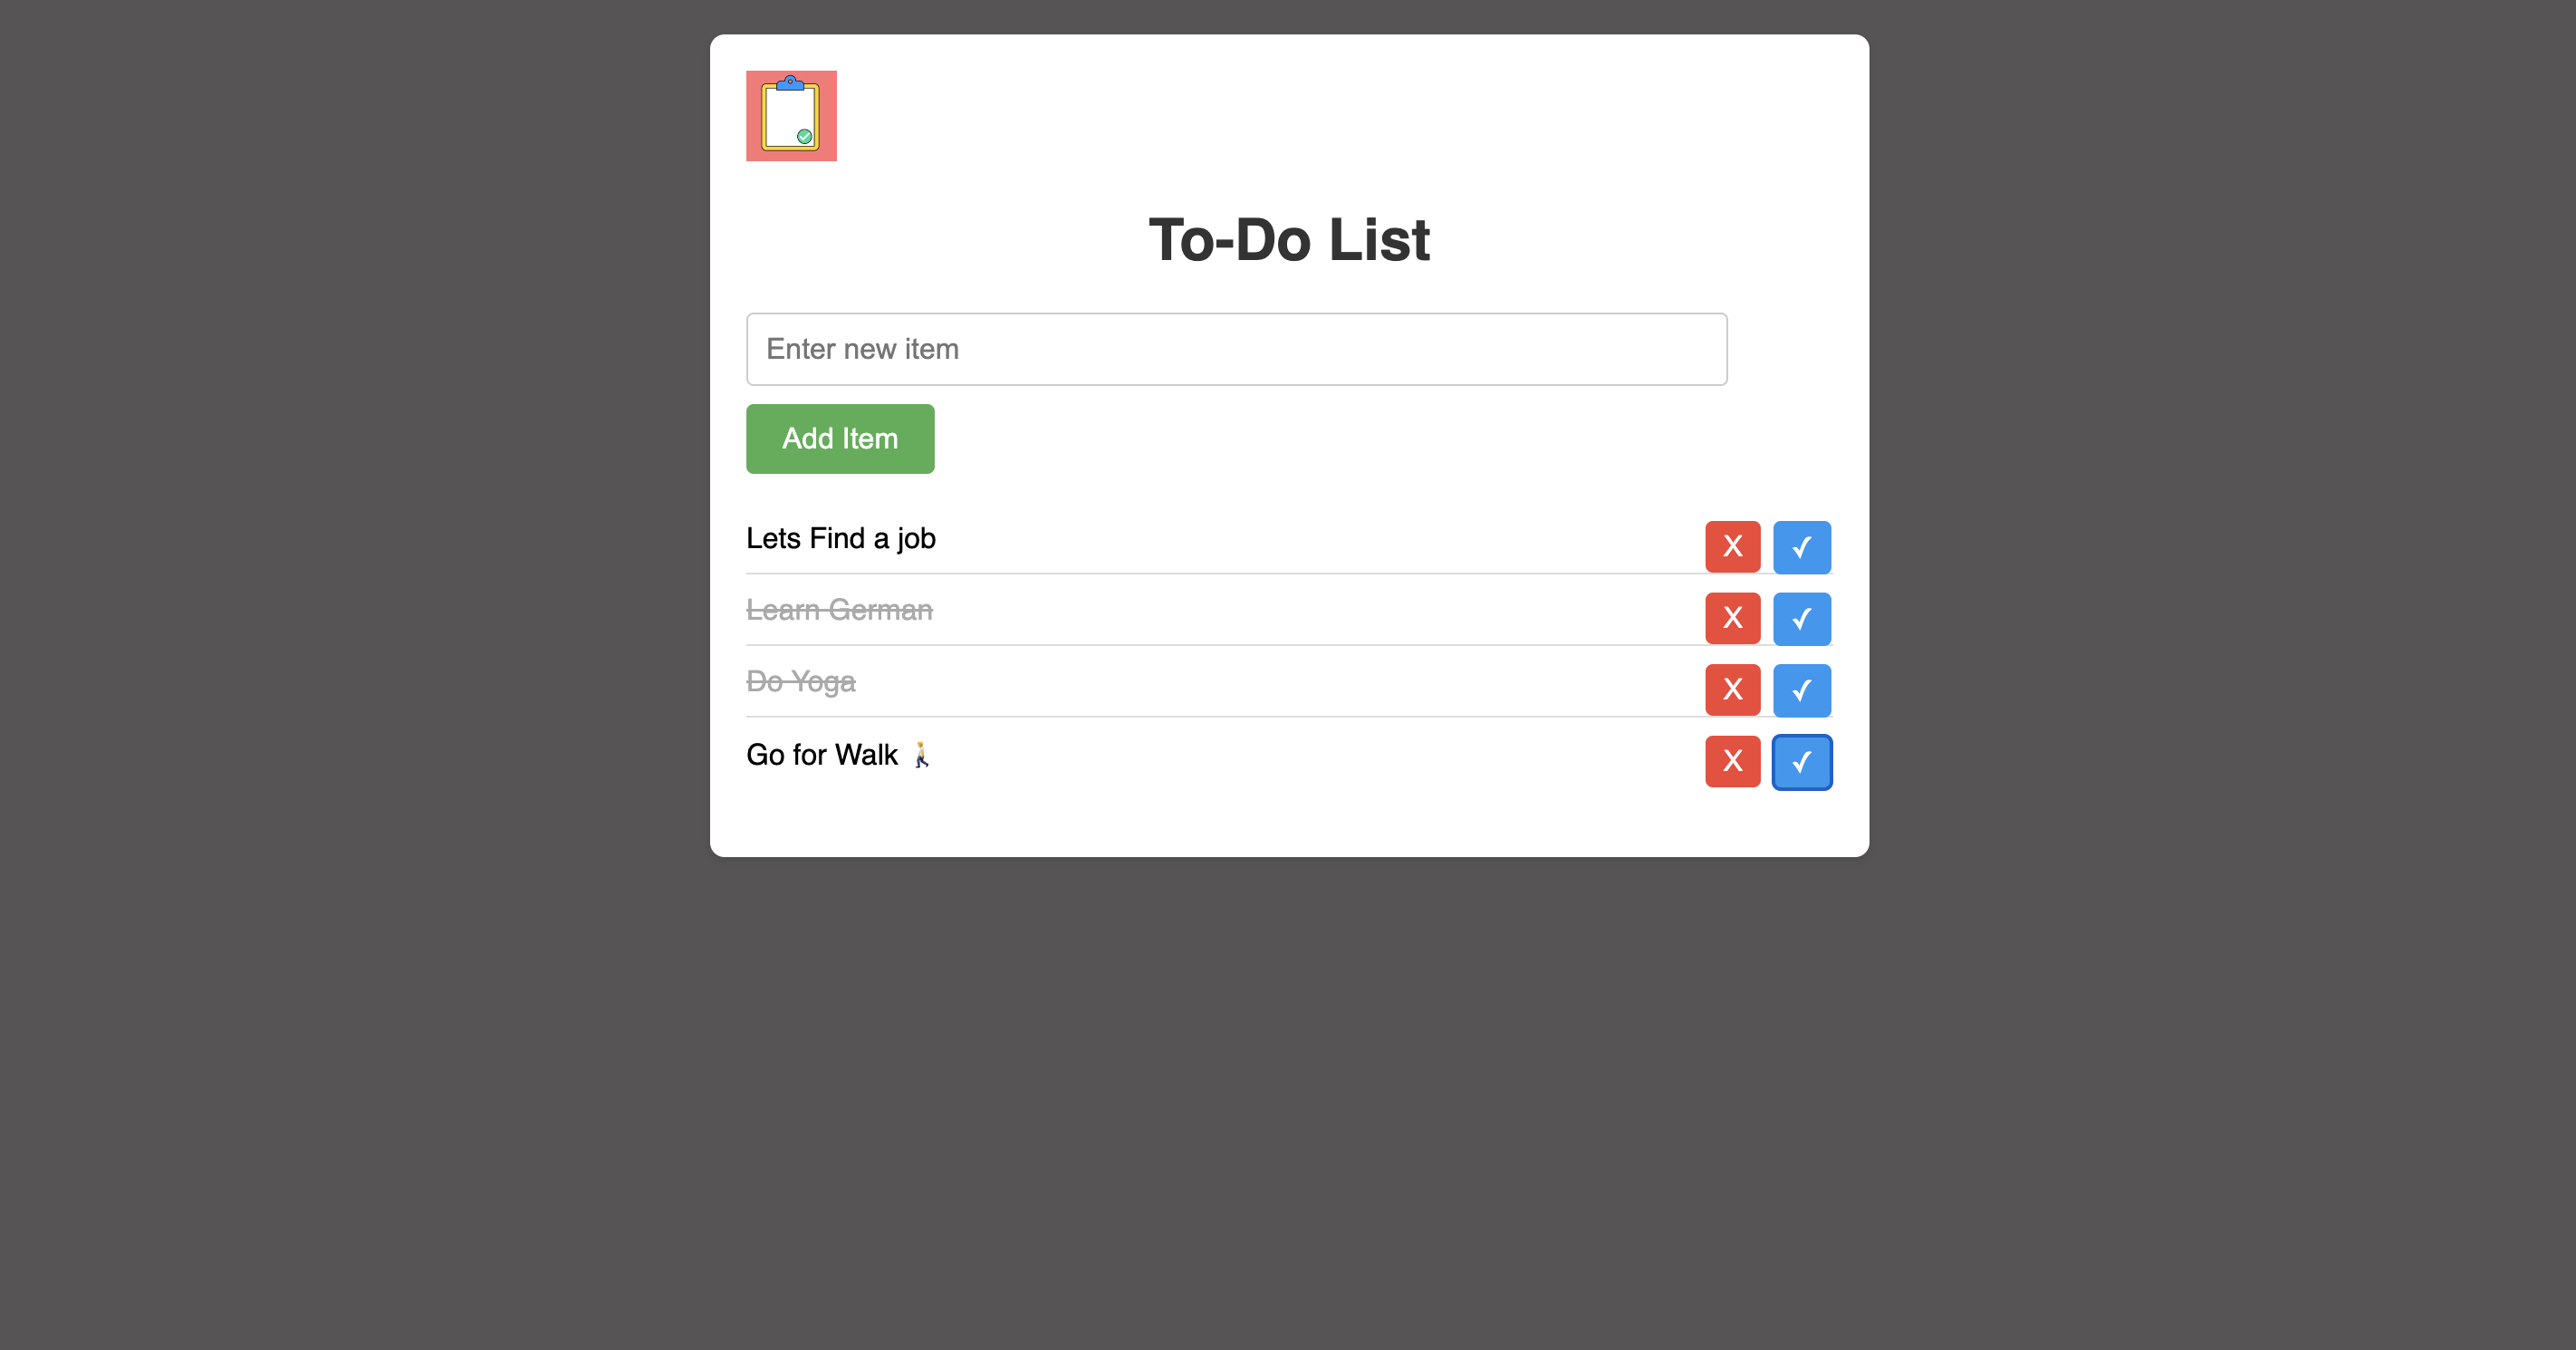 To-Do List
Enter new item
Add Item
Lets Find a job X ✓
Learn German X ✓
Do Yoga X ✓
Go for Walk 🚶 X ✓